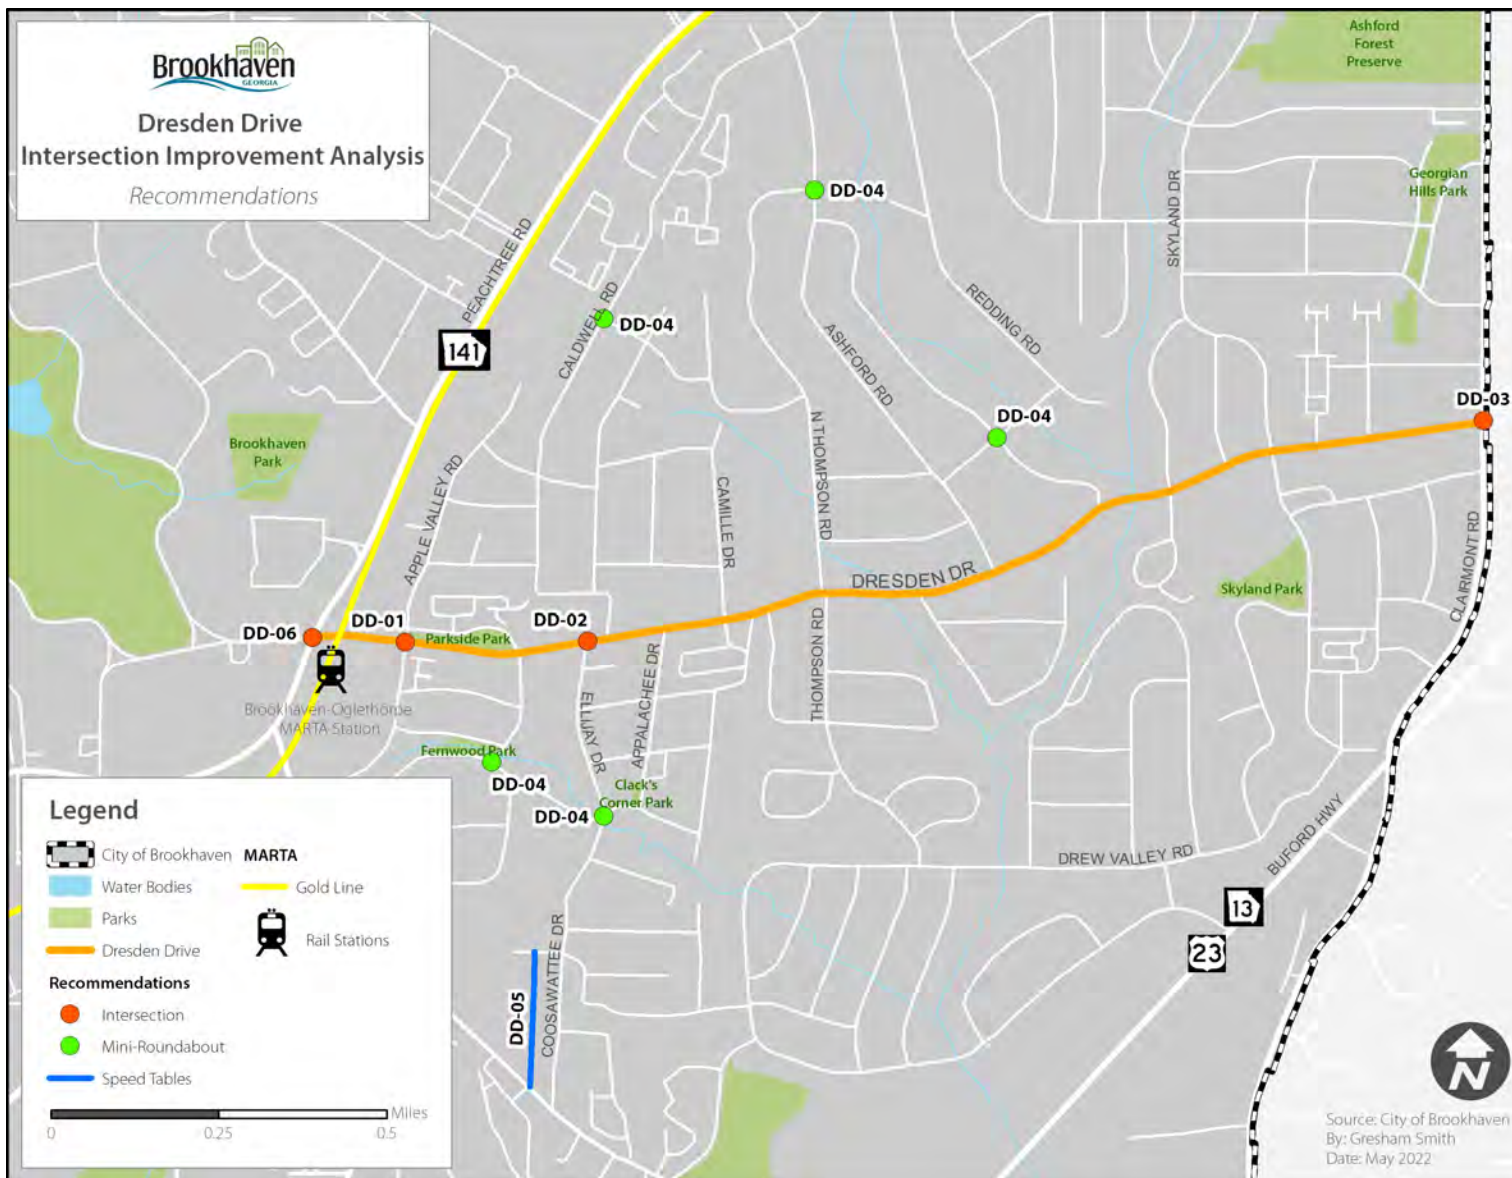 Brookhaven
GEORGIA
Dresden Drive
Intersection Improvement Analysis
Recommendations
Ashford
Forest
Preserve
Georgian
Hills Park
SKYLAND DR
DD-04
PEACHTREE RD
141
CALDWELL RD
DD-04
REDDING RD
ASHFORD RD
DD-04
DD-03
Brookhaven
Park
APPLE VALLEY RD
CAMILLE DR
N THOMPSON RD
DRESDEN DR
CLAIRMONT RD
Skyland Park
DD-06
DD-01
Parkside Park
DD-02
Brookhaven-Oglethorpe
MARTA Station
ELLIJAY DR
APPALACHEE DR
THOMPSON RD
Fernwood Park
DD-04
Clack's
Corner Park
DD-04
DREW VALLEY RD
BUFORD HWY
13
23
COOSAWATTEE DR
DD-05
Legend
City of Brookhaven
Water Bodies
Parks
Dresden Drive
MARTA
Gold Line
Rail Stations
Recommendations
Intersection
Mini-Roundabout
Speed Tables
Miles
0 0.25 0.5
N
Source: City of Brookhaven
By: Gresham Smith
Date: May 2022